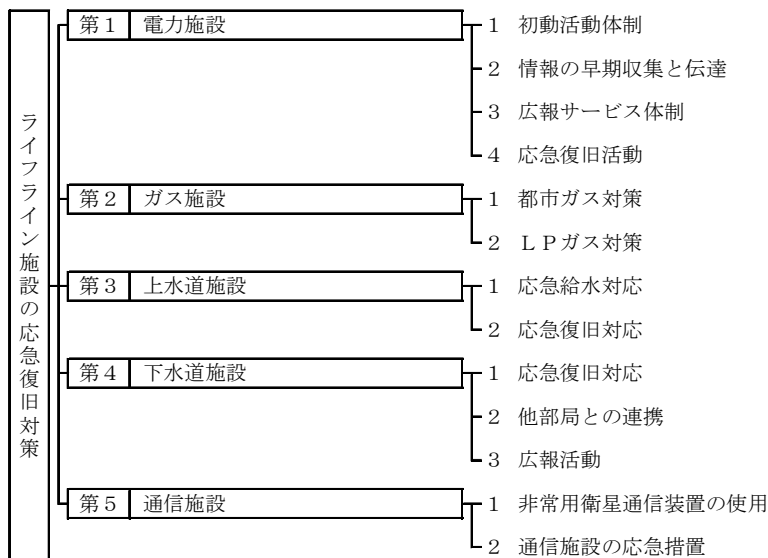 ライフライン施設の応急復旧対策
第１ 電力施設
１ 初動活動体制
２ 情報の早期収集と伝達
３ 広報サービス体制
４ 応急復旧活動
第２ ガス施設
１ 都市ガス対策
２ ＬＰガス対策
第３ 上水道施設
１ 応急給水対応
２ 応急復旧対応
第４ 下水道施設
１ 応急復旧対応
２ 他部局との連携
３ 広報活動
第５ 通信施設
１ 非常用衛星通信装置の使用
２ 通信施設の応急措置